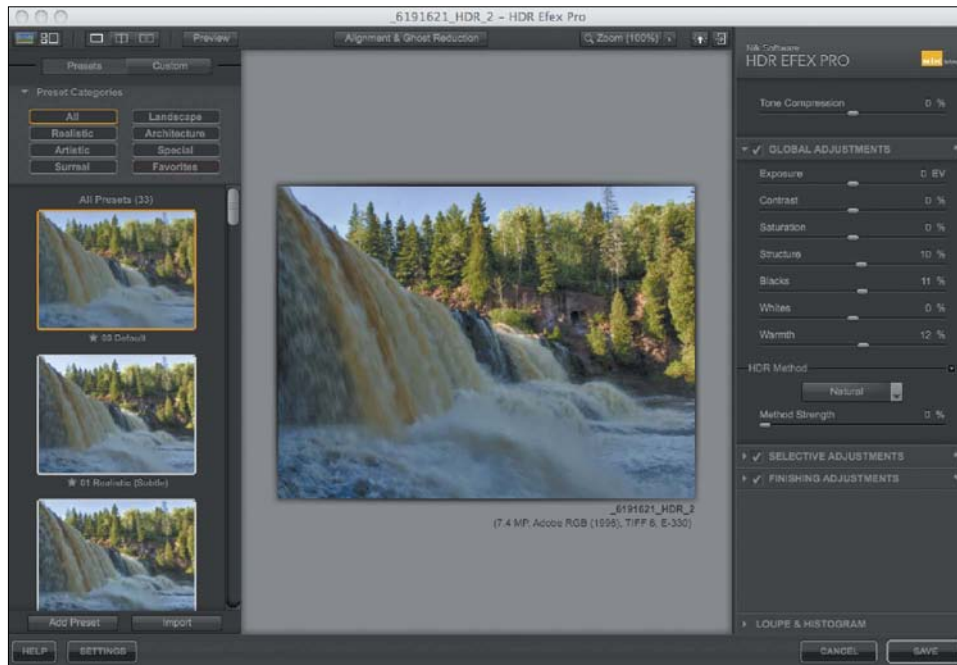 _6191621_HDR_2 – HDR Efex Pro
Preview
Alignment & Ghost Reduction
Zoom (100%)
Presets
Custom
Preset Categories
All
Landscape
Realistic
Architecture
Artistic
Special
Surreal
Favorites
All Presets (33)
00 Default
01 Realistic (Subtle)
Add Preset
Import
HELP
SETTINGS
_6191621_HDR_2
(7.4 MP, Adobe RGB (1998), TIFF 6, E-330)
Nik Software
HDR EFEX PRO
Tone Compression 0 %
GLOBAL ADJUSTMENTS
Exposure 0 EV
Contrast 0 %
Saturation 0 %
Structure 10 %
Blacks 11 %
Whites 0 %
Warmth 12 %
HDR Method
Natural
Method Strength 0 %
SELECTIVE ADJUSTMENTS
FINISHING ADJUSTMENTS
LOUPE & HISTOGRAM
CANCEL
SAVE